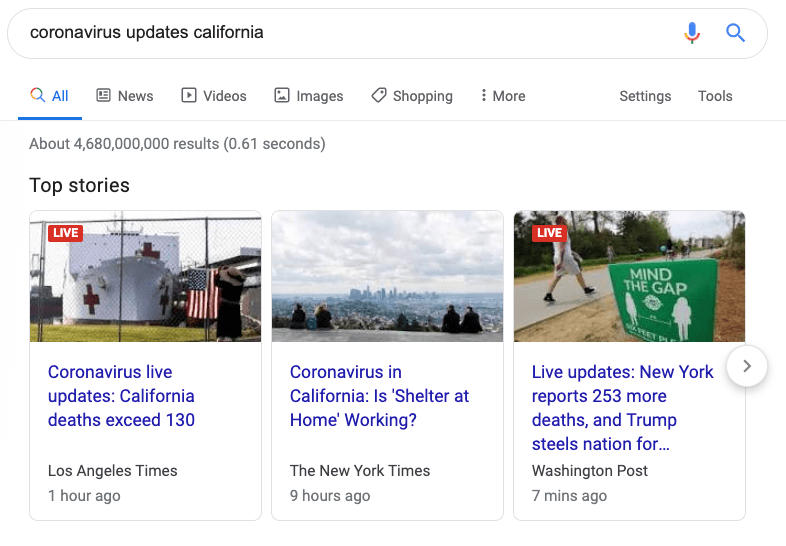 coronavirus updates california
All
News
Videos
Images
Shopping
More
Settings
Tools
About 4,680,000,000 results (0.61 seconds)
Top stories
LIVE
Coronavirus live
updates: California
deaths exceed 130
Los Angeles Times
1 hour ago
Coronavirus in
California: Is 'Shelter at
Home' Working?
The New York Times
9 hours ago
LIVE
MIND
THE GAP
SIX FEET PLE
Live updates: New York
reports 253 more
deaths, and Trump
steels nation for...
Washington Post
7 mins ago